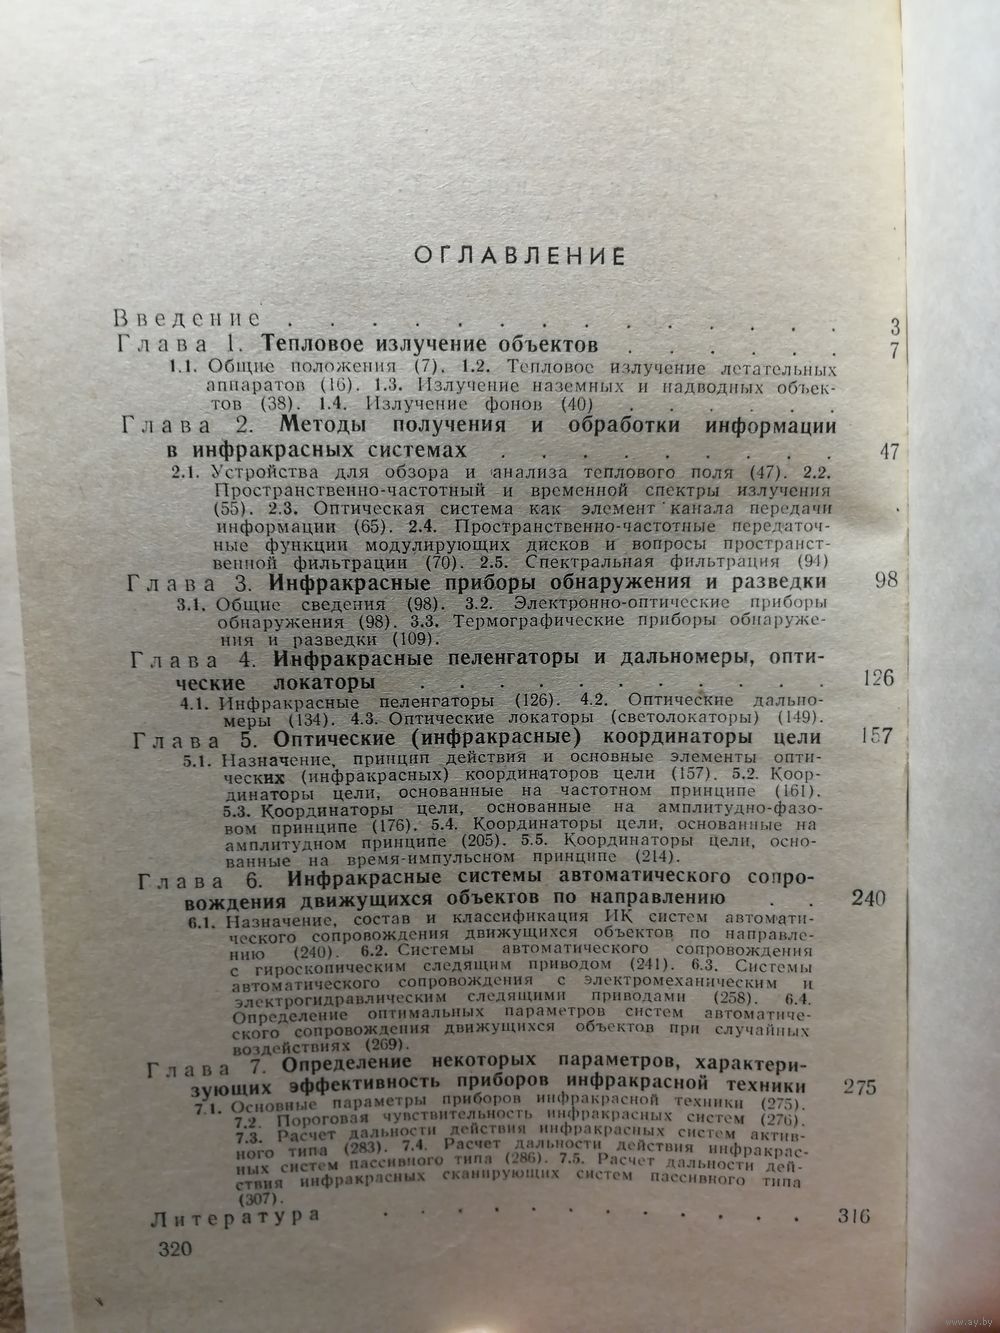 ОГЛАВЛЕНИЕ
Введение . . . . . . . . . . . . . 3
Глава 1. Тепловое излучение объектов . . . . . . 7
1.1. Общие положения (7). 1.2. Тепловое излучение летательных
аппаратов (16). 1.3. Излучение наземных и надводных объек-
тов (38). 1.4. Излучение фонов (40) . . . . . .
Глава 2. Методы получения и обработки информации
в инфракрасных системах . . . . . . . . . 47
2.1. Устройства для обзора и анализа теплового поля (47). 2.2.
Пространственно-частотный и временной спектры излучения
(55). 2.3. Оптическая система как элемент канала передачи
информации (65). 2.4. Пространственно-частотные передаточ-
ные функции модулирующих дисков и вопросы пространст-
венной фильтрации (70). 2.5. Спектральная фильтрация (94)
Глава 3. Инфракрасные приборы обнаружения и разведки 98
3.1. Общие сведения (98). 3.2. Электронно-оптические приборы
обнаружения (98). 3.3. Термографические приборы обнаруже-
ния и разведки (109).
Глава 4. Инфракрасные пеленгаторы и дальномеры, опти-
ческие локаторы . . . . . . . . . . . 126
4.1. Инфракрасные пеленгаторы (126). 4.2. Оптические дально-
меры (134). 4.3. Оптические локаторы (светолокаторы) (149).
Глава 5. Оптические (инфракрасные) координаторы цели 157
5.1. Назначение, принцип действия и основные элементы опти-
ческих (инфракрасных) координаторов цели (157). 5.2. Коор-
динаторы цели, основанные на частотном принципе (161).
5.3. Координаторы цели, основанные на амплитудно-фазо-
вом принципе (176). 5.4. Координаторы цели, основанные на
амплитудном принципе (205). 5.5. Координаторы цели, осно-
ванные на время-импульсном принципе (214).
Глава 6. Инфракрасные системы автоматического сопро-
вождения движущихся объектов по направлению . . 240
6.1. Назначение, состав и классификация ИК систем автомати-
ческого сопровождения движущихся объектов по направле-
нию (240). 6.2. Системы автоматического сопровождения
с гироскопическим следящим приводом (241). 6.3. Системы
автоматического сопровождения с электромеханическим и
электрогидравлическим следящими приводами (258). 6.4.
Определение оптимальных параметров систем автоматиче-
ского сопровождения движущихся объектов при случайных
воздействиях (269).
Глава 7. Определение некоторых параметров, характери-
зующих эффективность приборов инфракрасной техники 275
7.1. Основные параметры приборов инфракрасной техники (275).
7.2. Пороговая чувствительность инфракрасных систем (276).
7.3. Расчет дальности действия инфракрасных систем актив-
ного типа (283). 7.4. Расчет дальности действия инфракрас-
ных систем пассивного типа (286). 7.5. Расчет дальности дей-
ствия инфракрасных сканирующих систем пассивного типа
(307).
Литература . . . . . . . . . . . . 316
320
www.ay.by